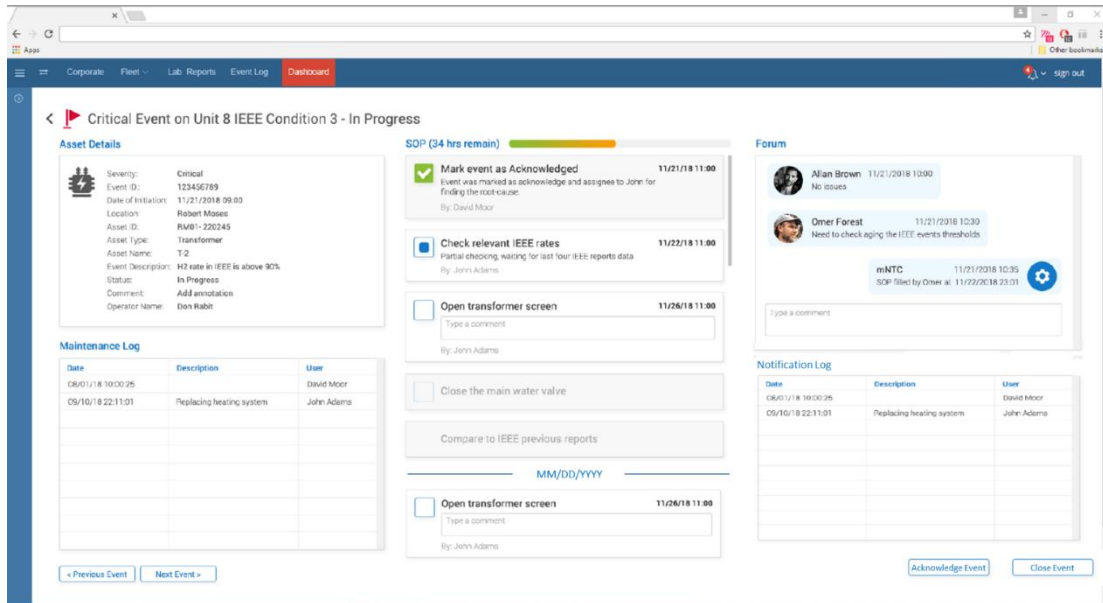 Apps
Other bookmarks
Corporate Fleet Lab Reports Event Log Dashboard
sign out
Critical Event on Unit 8 IEEE Condition 3 - In Progress
Asset Details
Severity: Critical
Event ID: 123456789
Date of Initiation: 11/21/2018 09:00
Location: Robert Moses
Asset ID: RM01- 220245
Asset Type: Transformer
Asset Name: T-2
Event Description: H2 rate in IEEE is above 90%
Status: In Progress
Comment: Add annotation
Operator Name: Don Rabit
Maintenance Log
Date Description User
08/01/18 10:00:25 David Moor
09/10/18 22:11:01 Replacing heating system John Adams
« Previous Event
Next Event »
SOP (34 hrs remain)
Mark event as Acknowledged 11/21/18 11:00
Event was marked as acknowledge and assignee to John for
finding the root-cause.
By: David Moor
Check relevant IEEE rates 11/22/18 11:00
Partial checking, waiting for last four IEEE reports data
By: John Adams
Open transformer screen 11/26/18 11:00
Type a comment
By: John Adams
Close the main water valve
Compare to IEEE previous reports
MM/DD/YYYY
Open transformer screen 11/26/18 11:00
Type a comment
By: John Adams
Forum
Allan Brown 11/21/2018 10:00
No issues
Omer Forest 11/21/2018 10:30
Need to check aging the IEEE events thresholds
mNTC 11/21/2018 10:35
SOP filled by Omer at 11/22/2018 23:01
Type a comment
Notification Log
Date Description User
08/01/18 10:00:25 David Moor
09/10/18 22:11:01 Replacing heating system John Adams
Acknowledge Event
Close Event